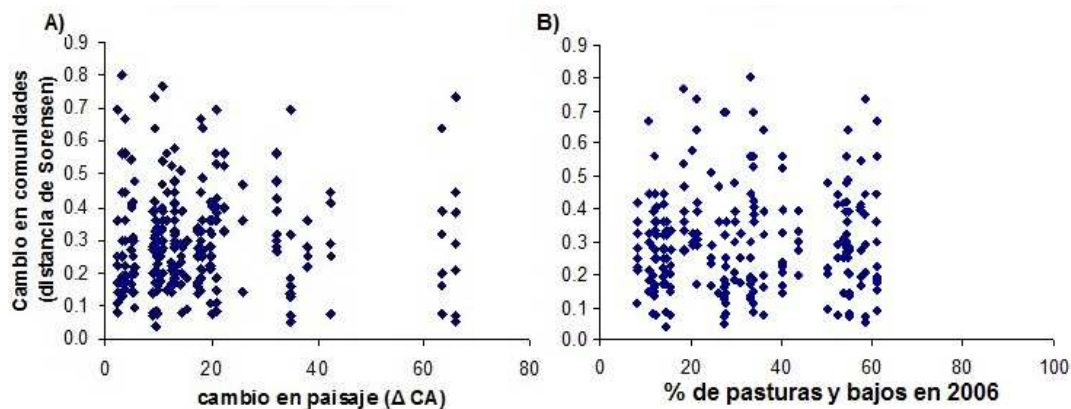 A)
Cambio en comunidades
(dIstancIa de Sorensen)
0.9
0.8
0.7
0.6
0.5
0.4
0.3
0.2
0.1
0.0
0 20 40 60 80
cambio en paisaje (Δ CA)
B)
0.9
0.8
0.7
0.6
0.5
0.4
0.3
0.2
0.1
0.0
0 20 40 60 80 100
% de pasturas y bajos en 2006